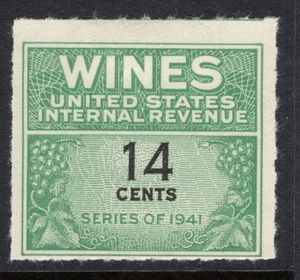 WINES
UNITED STATES
INTERNAL REVENUE
14
CENTS
SERIES OF 1941